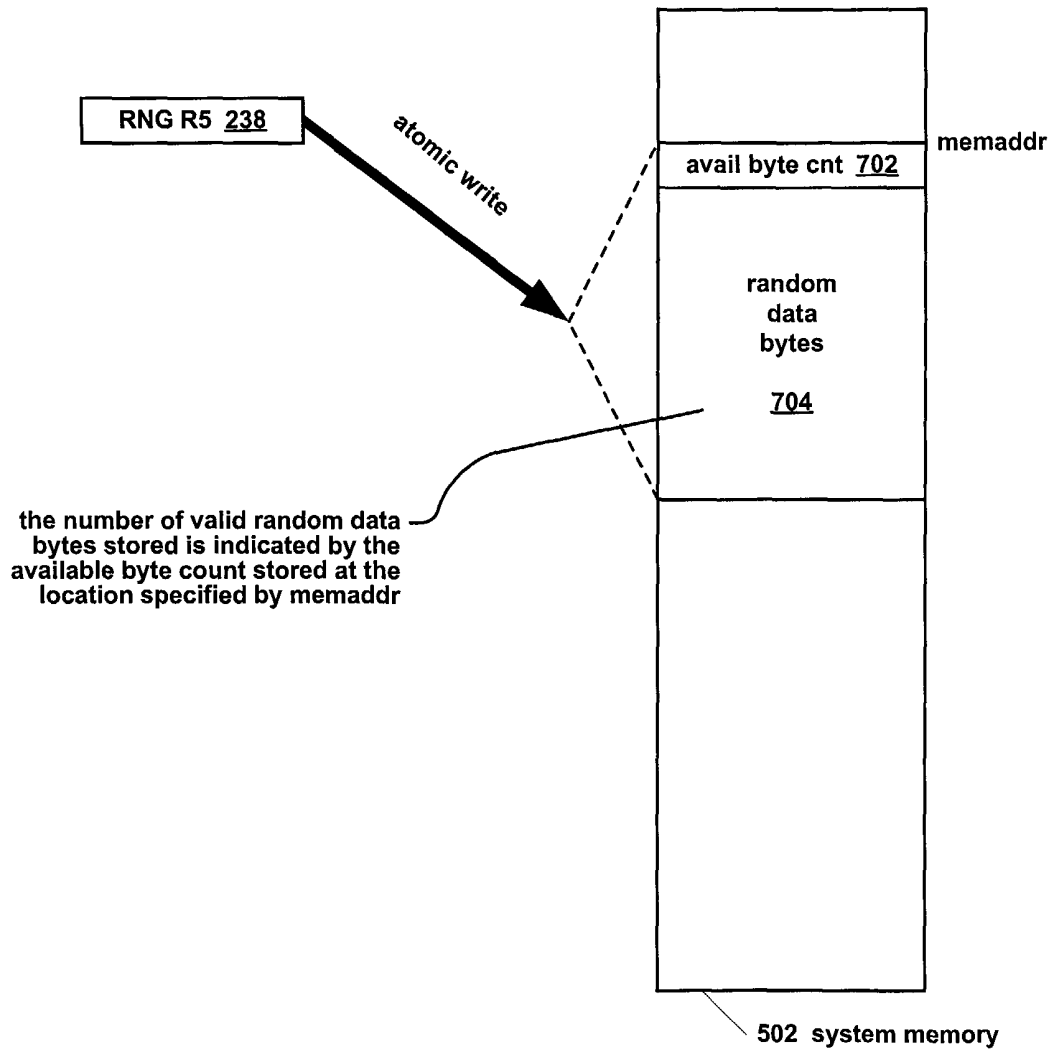 RNG R5 238
atomic write
memaddr
avail byte cnt 702
random
data
bytes
704
the number of valid random data
bytes stored is indicated by the
available byte count stored at the
location specified by memaddr
502 system memory